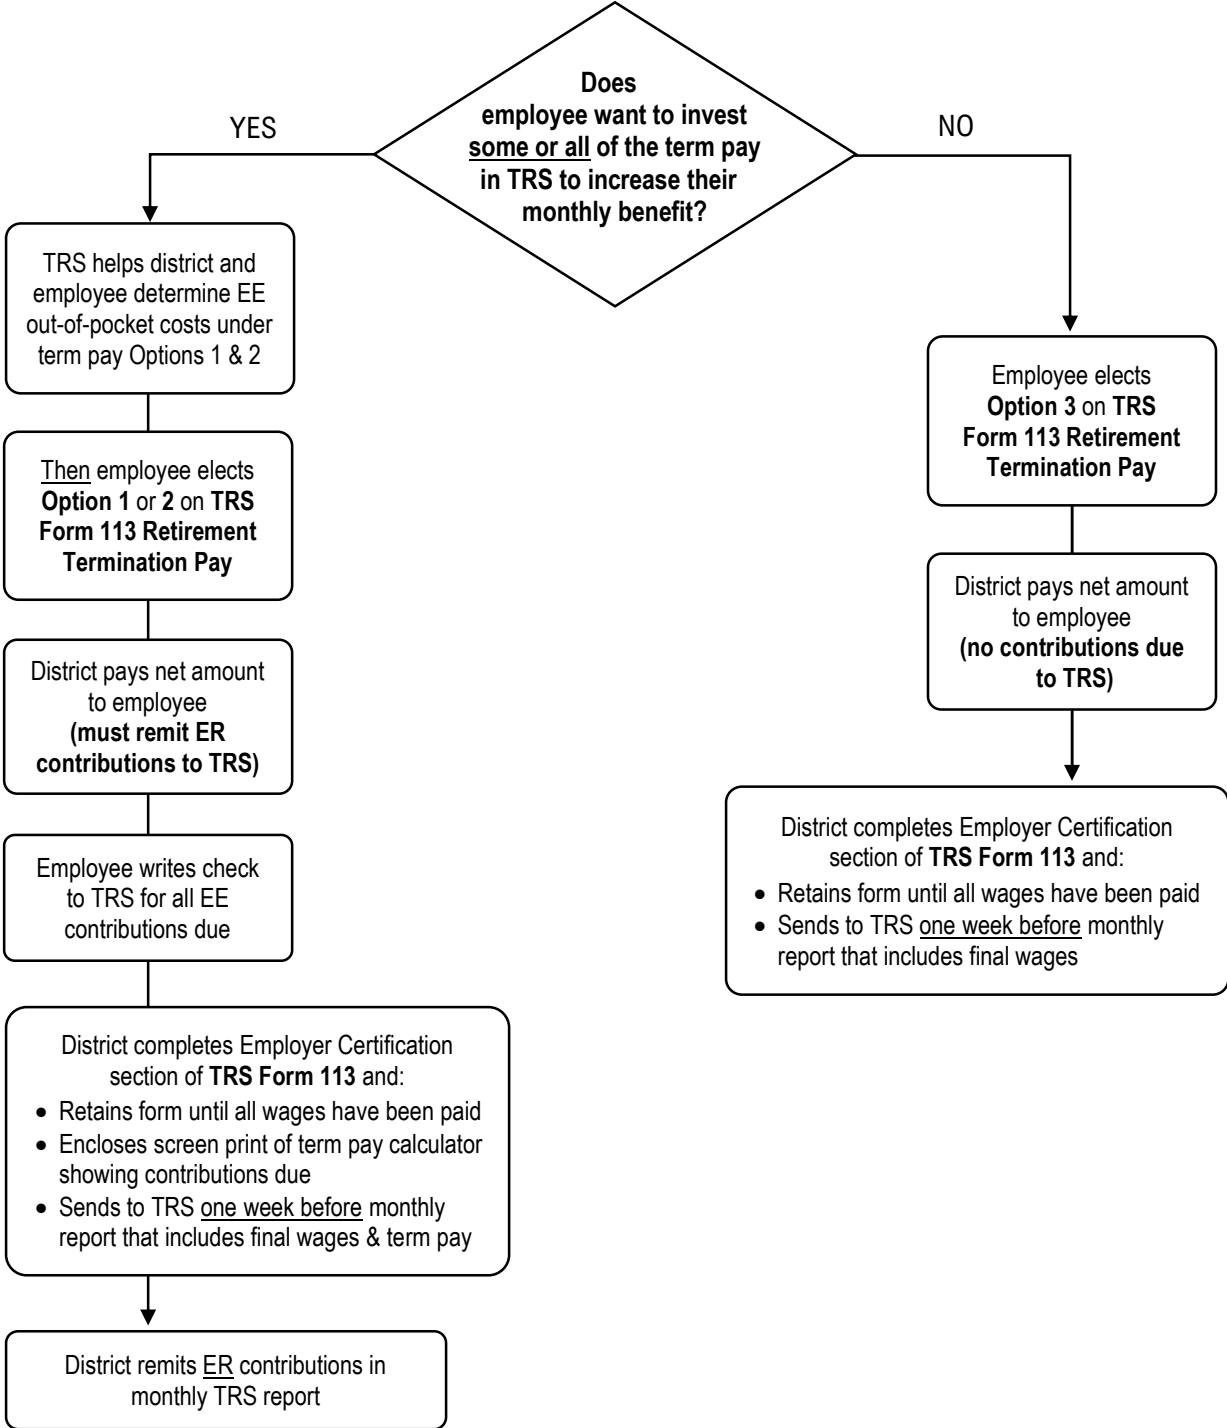 Does
employee want to invest
some or all of the term pay
in TRS to increase their
monthly benefit?
YES
NO
TRS helps district and
employee determine EE
out-of-pocket costs under
term pay Options 1 & 2
Then employee elects
Option 1 or 2 on TRS
Form 113 Retirement
Termination Pay
District pays net amount
to employee
(must remit ER
contributions to TRS)
Employee writes check
to TRS for all EE
contributions due
District completes Employer Certification
section of TRS Form 113 and:
• Retains form until all wages have been paid
• Encloses screen print of term pay calculator
showing contributions due
• Sends to TRS one week before monthly
report that includes final wages & term pay
District remits ER contributions in
monthly TRS report
Employee elects
Option 3 on TRS
Form 113 Retirement
Termination Pay
District pays net amount
to employee
(no contributions due
to TRS)
District completes Employer Certification
section of TRS Form 113 and:
• Retains form until all wages have been paid
• Sends to TRS one week before monthly
report that includes final wages